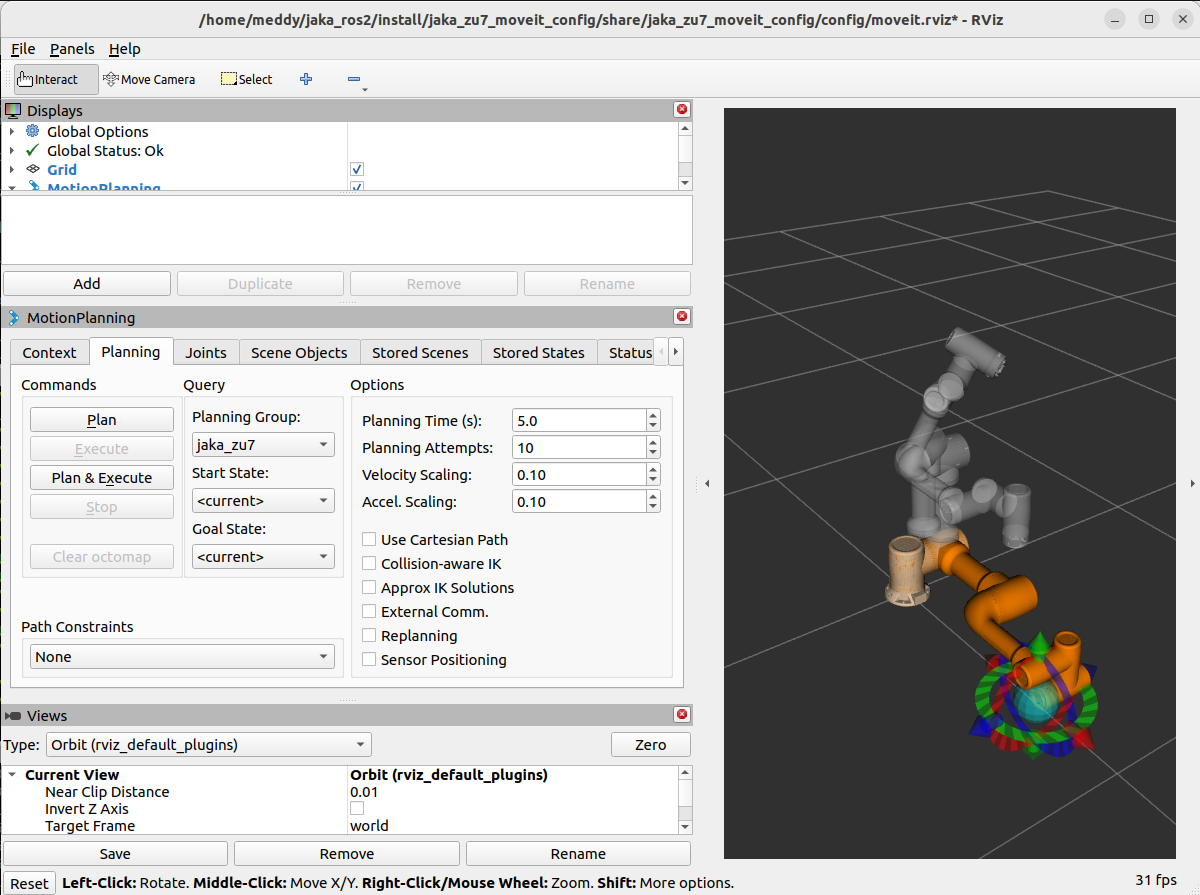 /home/meddy/jaka_ros2/install/jaka_zu7_moveit_config/share/jaka_zu7_moveit_config/config/moveit.rviz* - RViz
File Panels Help
Interact Move Camera Select
Displays
Global Options
Global Status: Ok
Grid
MotionPlanning
Add Duplicate Remove Rename
MotionPlanning
Context Planning Joints Scene Objects Stored Scenes Stored States Status
Commands Query Options
Plan
Execute
Plan & Execute
Stop
Clear octomap
Planning Group:
jaka_zu7
Start State:
<current>
Goal State:
<current>
Planning Time (s): 5.0
Planning Attempts: 10
Velocity Scaling: 0.10
Accel. Scaling: 0.10
Use Cartesian Path
Collision-aware IK
Approx IK Solutions
External Comm.
Replanning
Sensor Positioning
Path Constraints
None
Views
Type: Orbit (rviz_default_plugins) Zero
Current View Orbit (rviz_default_plugins)
Near Clip Distance 0.01
Invert Z Axis
Target Frame world
Save Remove Rename
Reset Left-Click: Rotate. Middle-Click: Move X/Y. Right-Click/Mouse Wheel: Zoom. Shift: More options. 31 fps